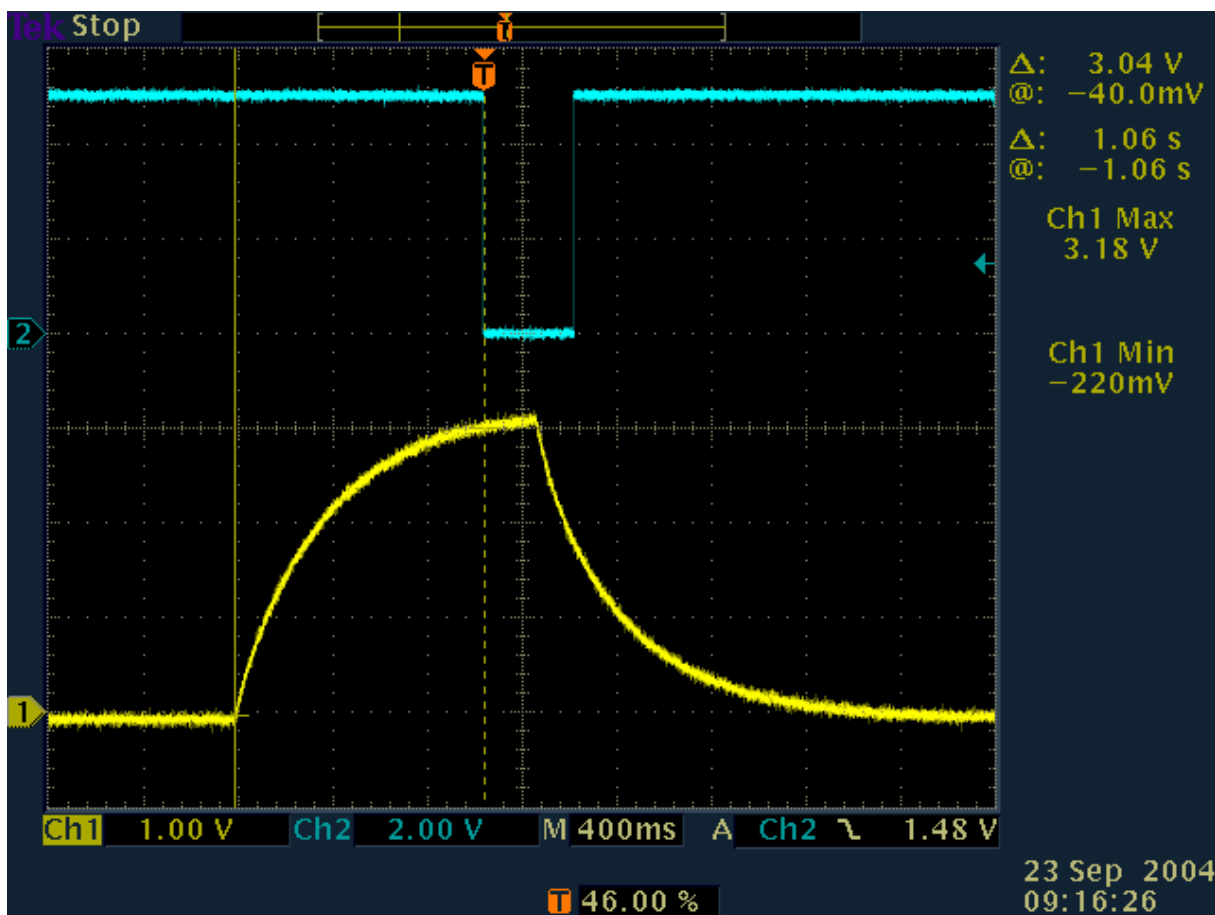 Tek Stop
T
T
Δ: 3.04 V
@: −40.0mV
Δ: 1.06 s
@: −1.06 s
Ch1 Max
3.18 V
2
Ch1 Min
−220mV
1
Ch1 1.00 V Ch2 2.00 V M 400ms A Ch2 1.48 V
23 Sep 2004
T 46.00 % 09:16:26